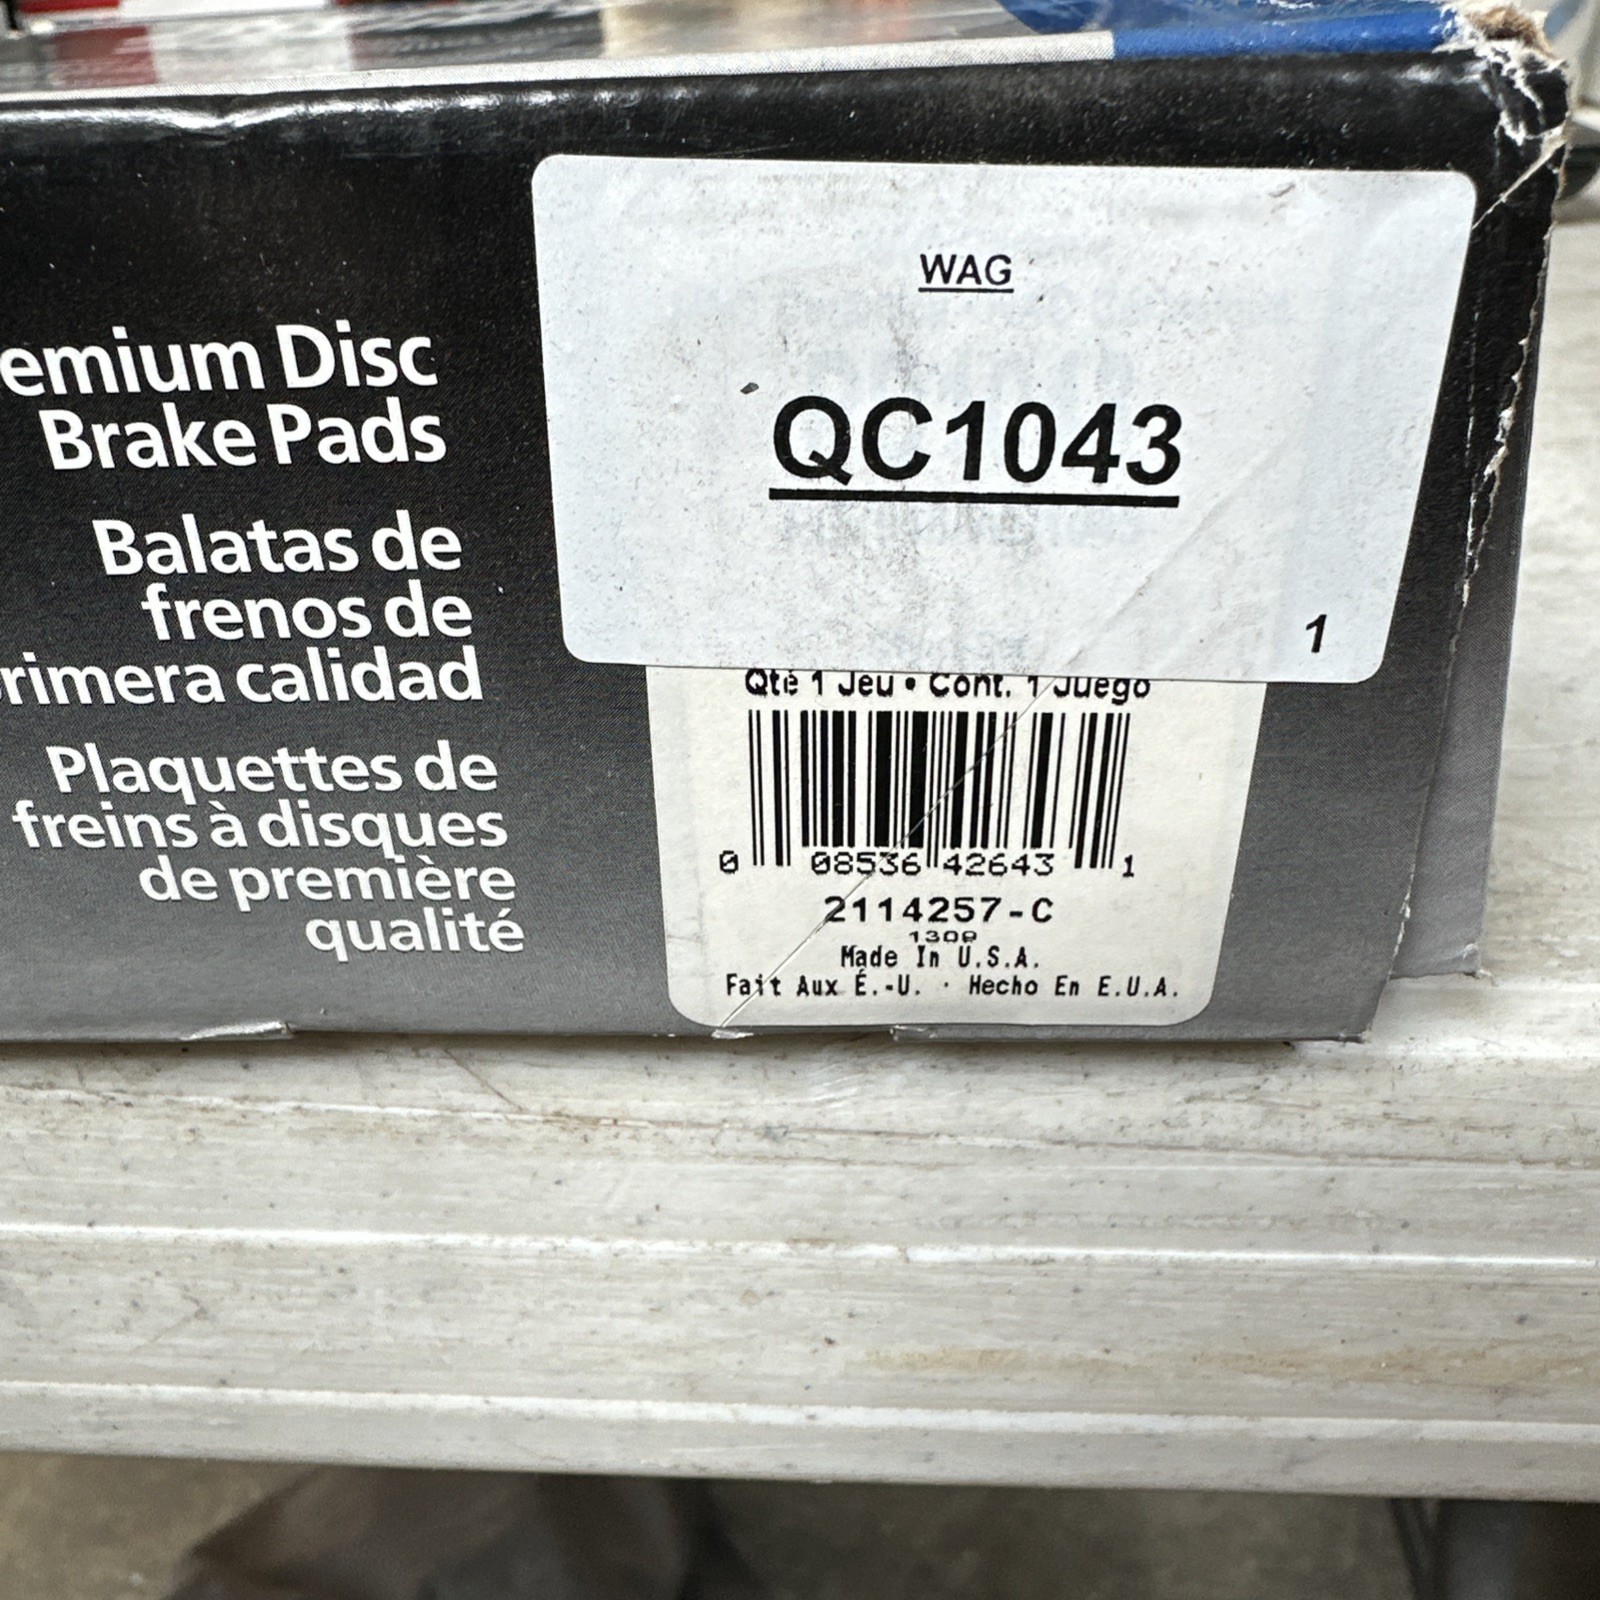 emium Disc
Brake Pads
Balatas de
frenos de
primera calidad
Plaquettes de
freins à disques
de première
qualité
WAG
QC1043
1
Qté 1 Jeu • Cont. 1 Juego
0 08536 42643 1
2114257-C
1309
Made In U.S.A.
Fait Aux É.-U. · Hecho En E.U.A.